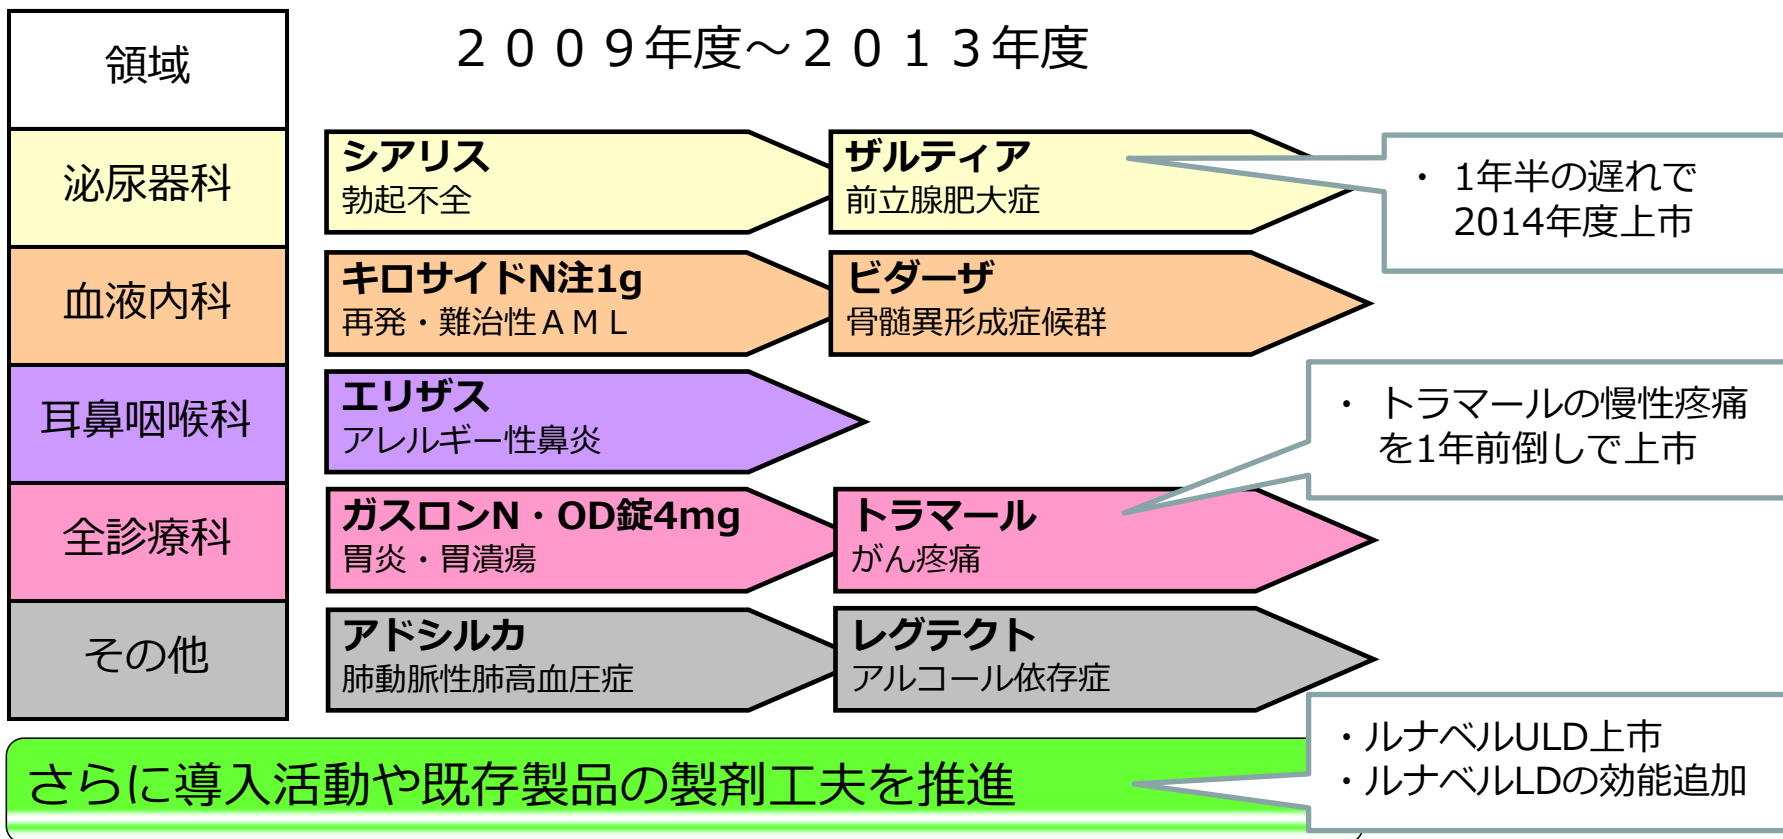 領域
２００９年度～２０１３年度
泌尿器科
シアリス
勃起不全
ザルティア
前立腺肥大症
・ 1年半の遅れで
2014年度上市
血液内科
キロサイドN注1g
再発・難治性ＡＭＬ
ビダーザ
骨髄異形成症候群
耳鼻咽喉科
エリザス
アレルギー性鼻炎
・ トラマールの慢性疼痛
を1年前倒しで上市
全診療科
ガスロンN・OD錠4mg
胃炎・胃潰瘍
トラマール
がん疼痛
その他
アドシルカ
肺動脈性肺高血圧症
レグテクト
アルコール依存症
さらに導入活動や既存製品の製剤工夫を推進
・ルナベルULD上市
・ルナベルLDの効能追加